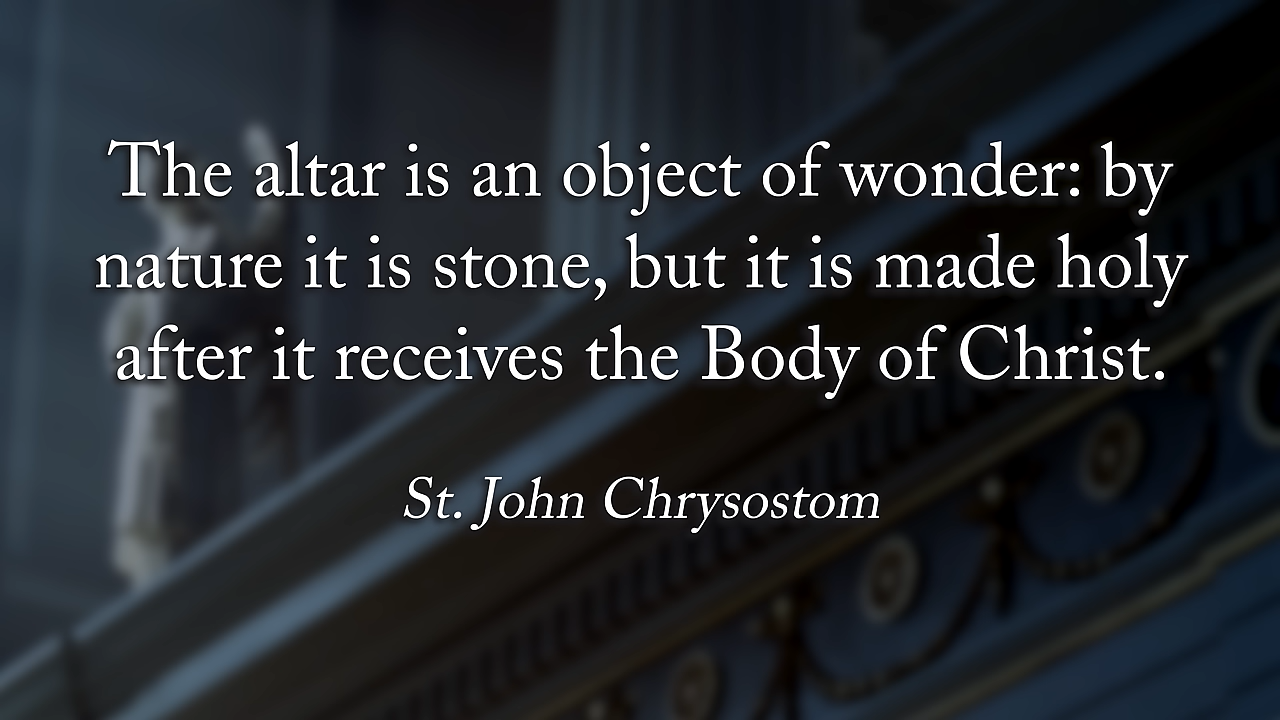 The altar is an object of wonder: by
nature it is stone, but it is made holy
after it receives the Body of Christ.
St. John Chrysostom